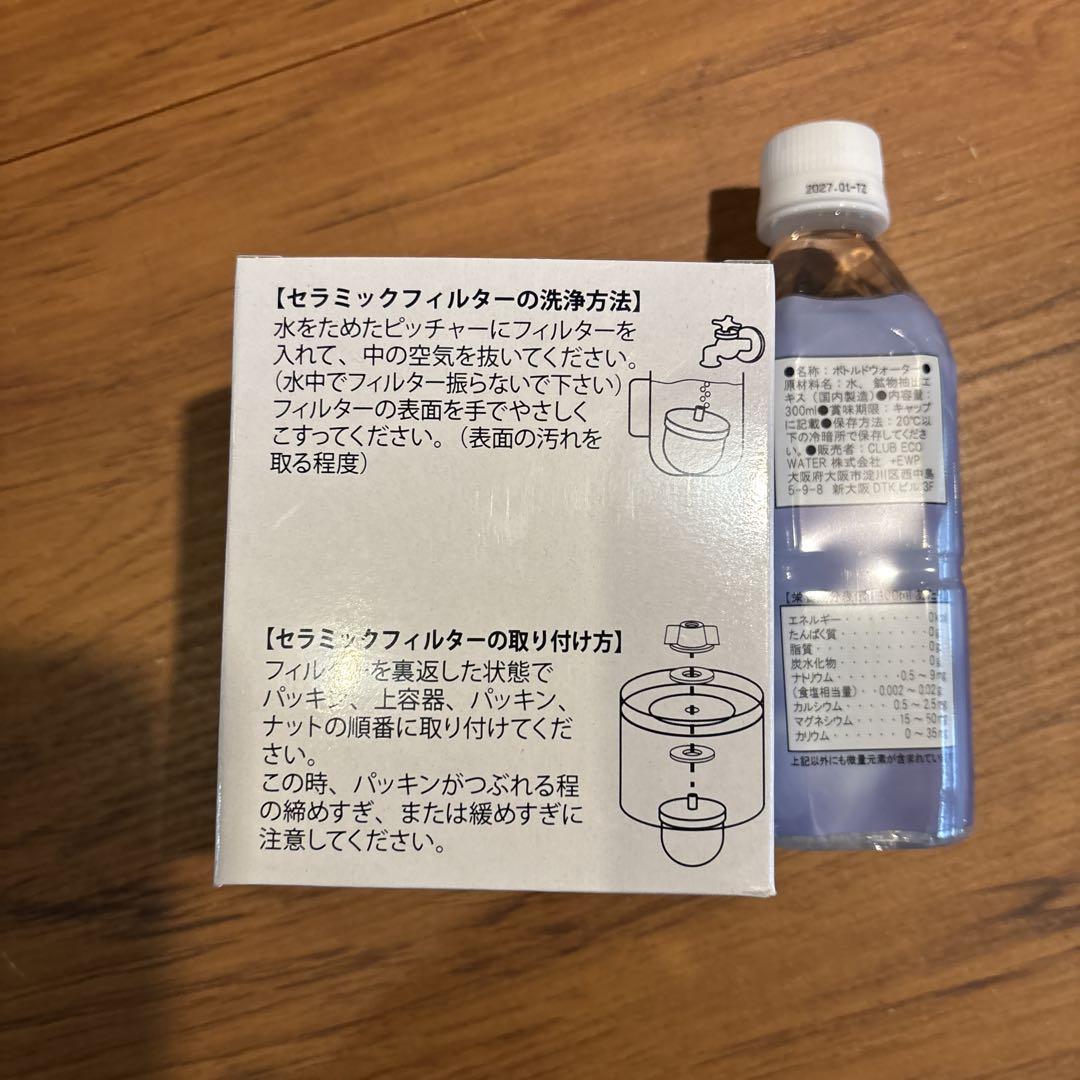 【セラミックフィルターの洗浄方法】
水をためたピッチャーにフィルターを
入れて、中の空気を抜いてください。
（水中でフィルター振らないで下さい）
フィルターの表面を手でやさしく
こすってください。（表面の汚れを
取る程度）
【セラミックフィルターの取り付け方】
フィルターを裏返した状態で
パッキン、上容器、パッキン、
ナットの順番に取り付けてくだ
さい。
この時、パッキンがつぶれる程
の締めすぎ、または緩めすぎに
注意してください。
2027.01-TZ
●名称：ボトルドウォーター●
原材料名：水、鉱物抽出エ
キス（国内製造）●内容量：
300ml●賞味期限：キャップ
に記載●保存方法：20℃以
下の冷暗所で保存してくださ
い。●販売者：CLUB ECO
WATER 株式会社 +EWP
大阪府大阪市淀川区西中島
5-9-8 新大阪DTKビル3F
エネルギー・・・・・・・・0kcal
たんぱく質・・・・・・・・0g
脂質・・・・・・・・・・・0g
炭水化物・・・・・・・・・0g
ナトリウム・・・・・0.5～9mg
（食塩相当量）・・0.002～0.02g
カルシウム・・・・・0.5～2.5mg
マグネシウム・・・・15～50mg
カリウム・・・・・・0～35mg
上記以外にも微量元素が含まれてい